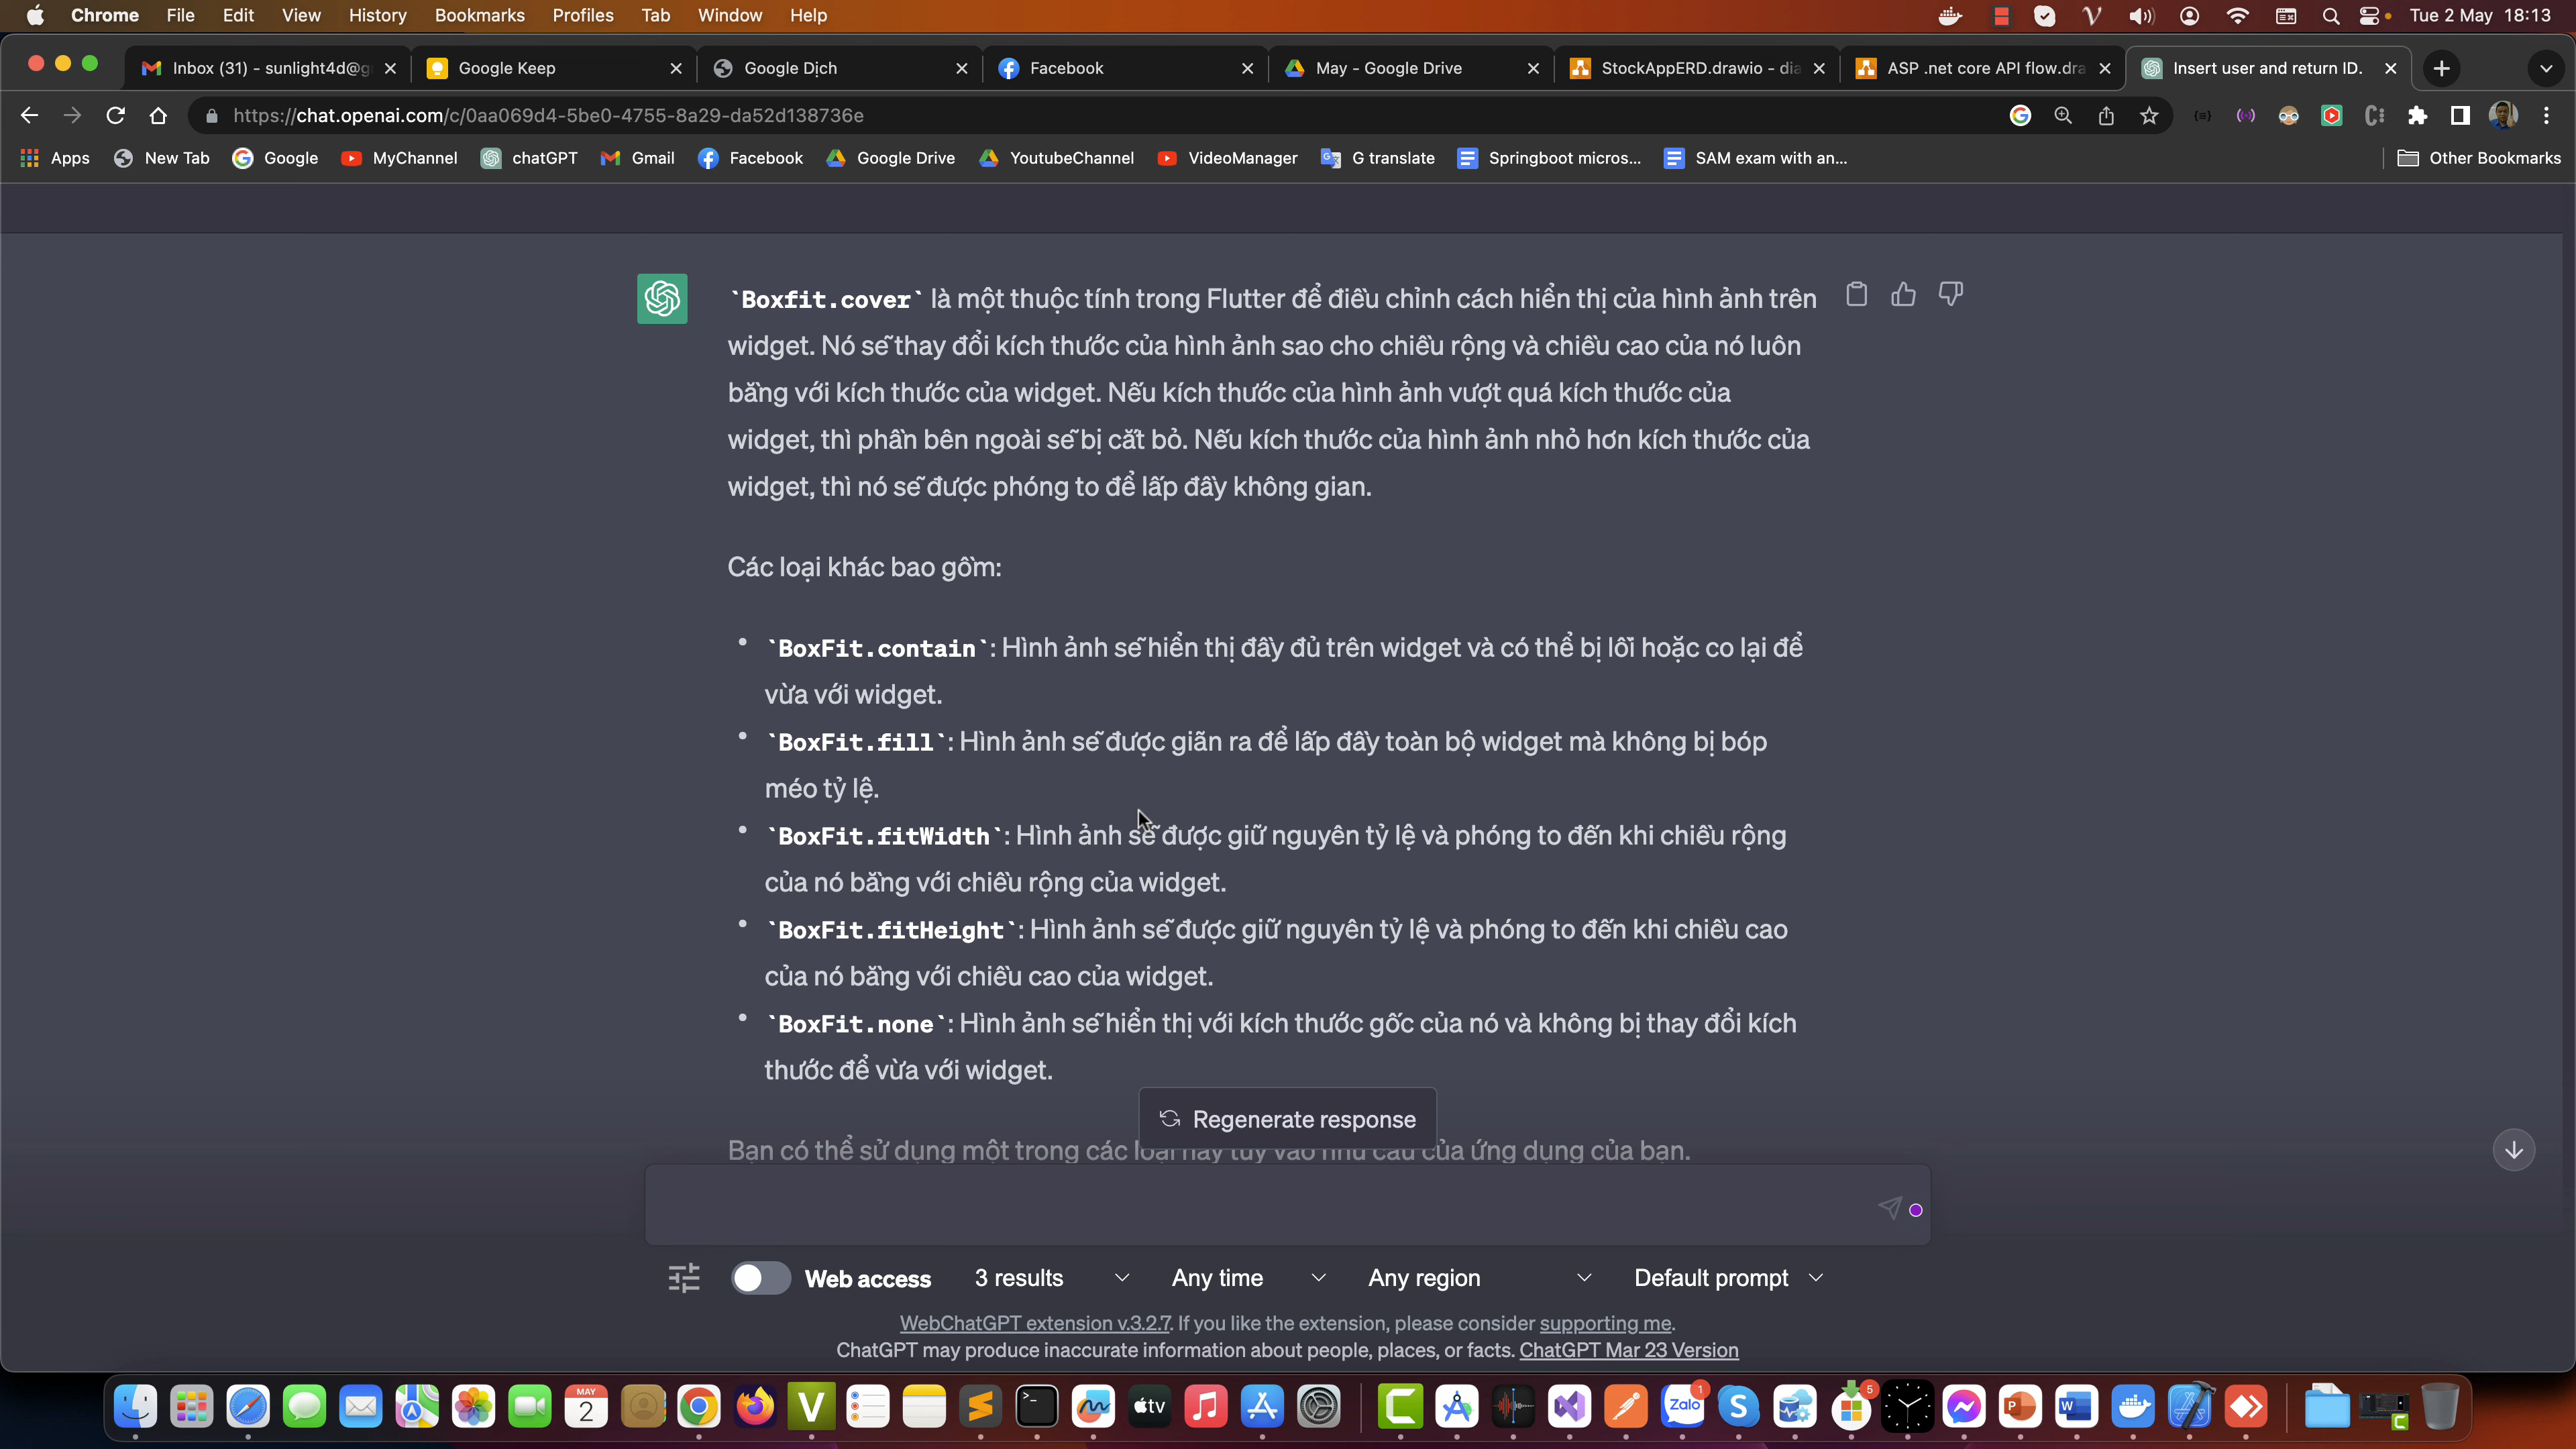 Chrome File Edit View History Bookmarks Profiles Tab Window Help Tue 2 May 18:13
Inbox (31) - sunlight4d@g Google Keep Google Dịch Facebook May - Google Drive StockAppERD.drawio - dia ASP .net core API flow.dra Insert user and return ID.
https://chat.openai.com/c/0aa069d4-5be0-4755-8a29-da52d138736e
Apps New Tab Google MyChannel chatGPT Gmail Facebook Google Drive YoutubeChannel VideoManager G translate Springboot micros... SAM exam with an... Other Bookmarks
`Boxfit.cover` là một thuộc tính trong Flutter để điều chỉnh cách hiển thị của hình ảnh trên
widget. Nó sẽ thay đổi kích thước của hình ảnh sao cho chiều rộng và chiều cao của nó luôn
bằng với kích thước của widget. Nếu kích thước của hình ảnh vượt quá kích thước của
widget, thì phần bên ngoài sẽ bị cắt bỏ. Nếu kích thước của hình ảnh nhỏ hơn kích thước của
widget, thì nó sẽ được phóng to để lấp đầy không gian.
Các loại khác bao gồm:
• `BoxFit.contain`: Hình ảnh sẽ hiển thị đầy đủ trên widget và có thể bị lồi hoặc co lại để
vừa với widget.
• `BoxFit.fill`: Hình ảnh sẽ được giãn ra để lấp đầy toàn bộ widget mà không bị bóp
méo tỷ lệ.
• `BoxFit.fitWidth`: Hình ảnh sẽ được giữ nguyên tỷ lệ và phóng to đến khi chiều rộng
của nó bằng với chiều rộng của widget.
• `BoxFit.fitHeight`: Hình ảnh sẽ được giữ nguyên tỷ lệ và phóng to đến khi chiều cao
của nó bằng với chiều cao của widget.
• `BoxFit.none`: Hình ảnh sẽ hiển thị với kích thước gốc của nó và không bị thay đổi kích
thước để vừa với widget.
Regenerate response
Bạn có thể sử dụng một trong các loại này tùy vào nhu cầu của ứng dụng của bạn.
Web access 3 results Any time Any region Default prompt
WebChatGPT extension v.3.2.7. If you like the extension, please consider supporting me.
ChatGPT may produce inaccurate information about people, places, or facts. ChatGPT Mar 23 Version
MAY
2
tv
Zalo
1
5